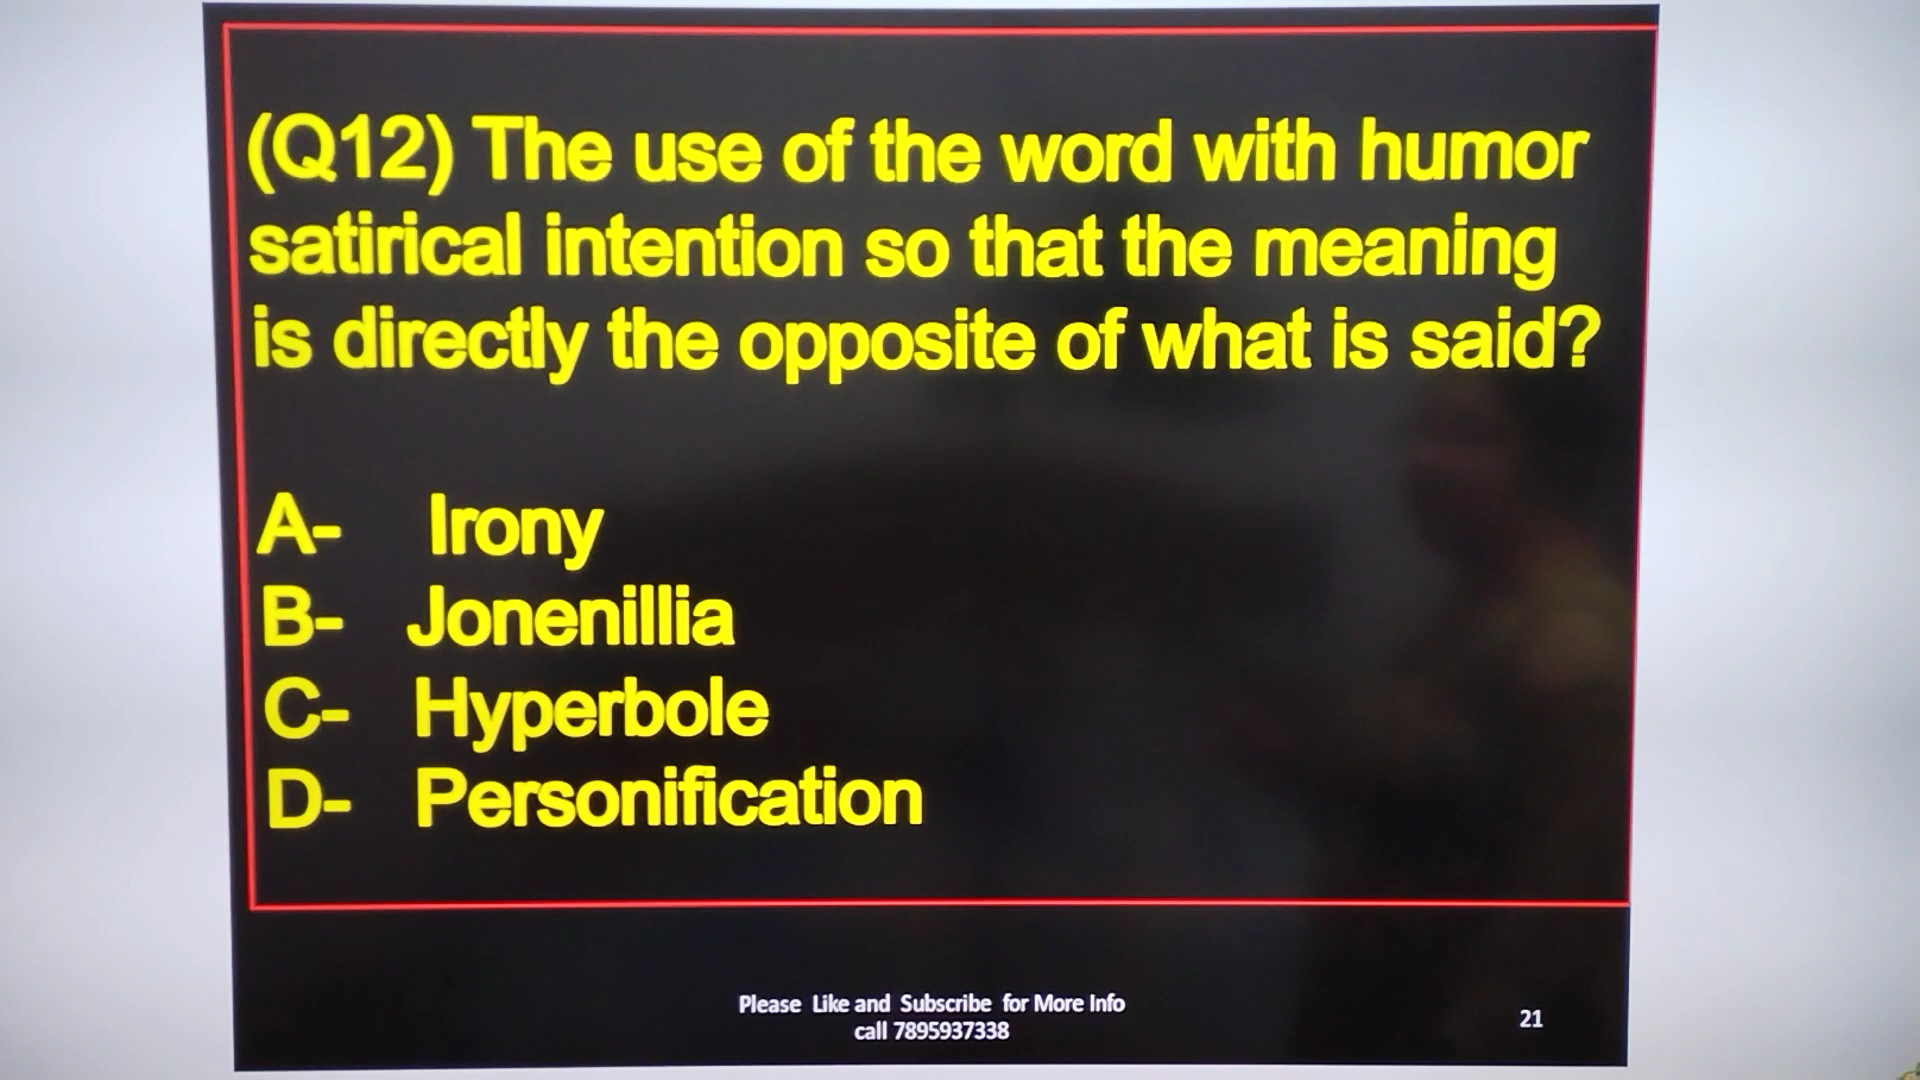 (Q12) The use of the word with humor
satirical intention so that the meaning
is directly the opposite of what is said?
A- Irony
B- Jonenillia
C- Hyperbole
D- Personification
Please Like and Subscribe for More Info
call 7895937338
21